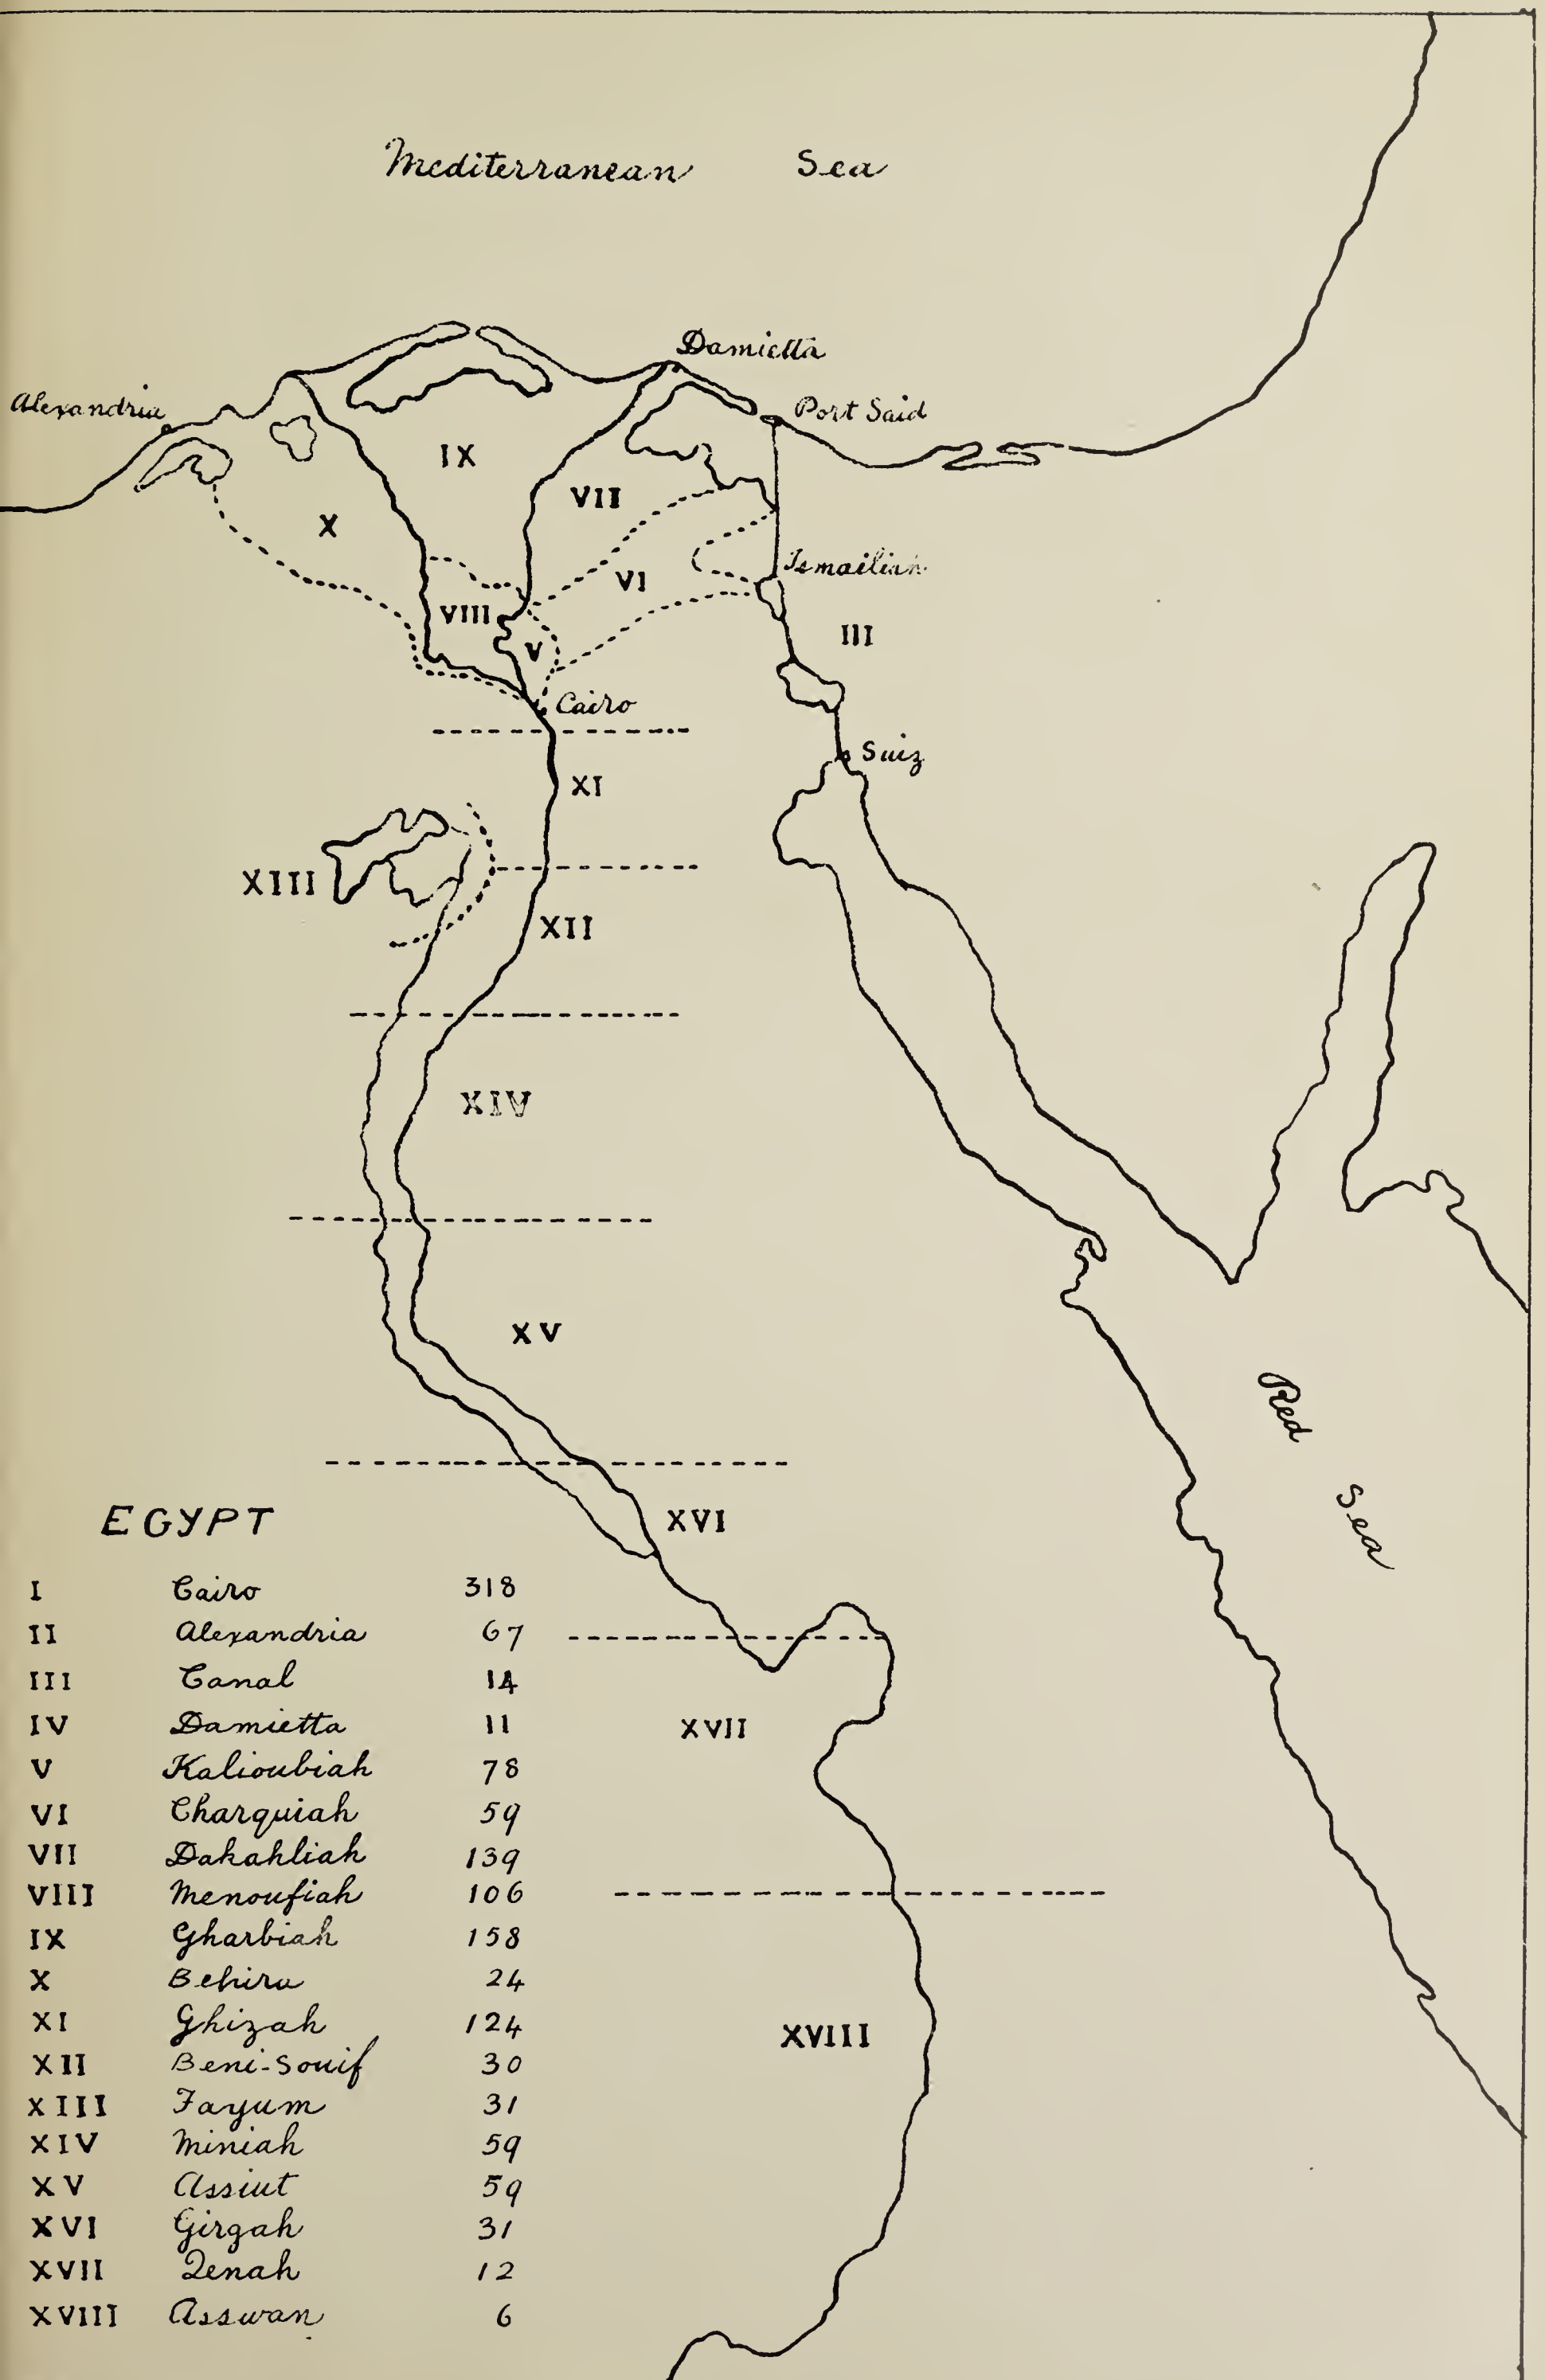 Mediterranean Sea
Damietta
Alexandria
Port Said
IX
VII
X
Ismailiah
VI
VIII
III
V
Cairo
Suiz
XI
XIII
XII
XIV
XV
Red Sea
EGYPT
XVI
I Cairo 318
II Alexandria 67
III Canal 14
IV Damietta 11
XVII
V Kalioubiah 78
VI Charquiah 59
VII Dakahliah 139
VIII Menoufiah 106
IX Gharbiah 158
X Behira 24
XI Ghizah 124
XVIII
XII Beni-Souif 30
XIII Fayum 31
XIV Miniah 59
XV Assiut 59
XVI Girgah 31
XVII Qenah 12
XVIII Asswan 6